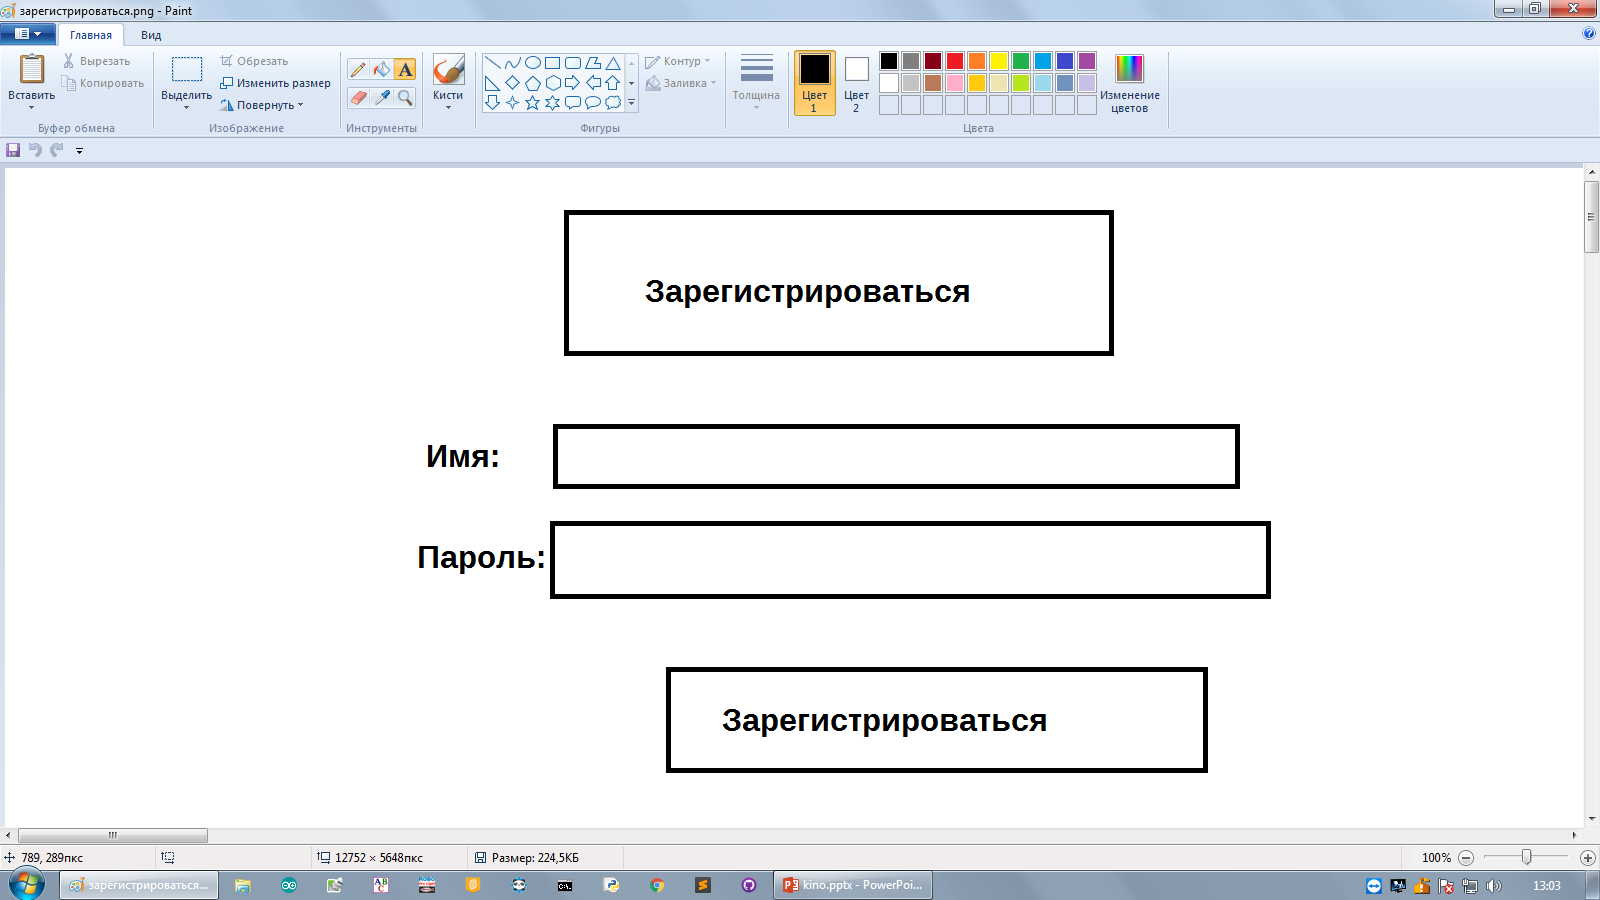 зарегистрироваться.png - Paint
Главная
Вид
Вставить
Вырезать
Копировать
Буфер обмена
Выделить
Обрезать
Изменить размер
Повернуть
Изображение
A
Инструменты
Кисти
Контур
Заливка
Фигуры
Толщина
Цвет 1
Цвет 2
Изменение цветов
Цвета
Зарегистрироваться
Имя:
Пароль:
Зарегистрироваться
789, 289пкс
12752 × 5648пкс
Размер: 224,5КБ
100%
зарегистрироваться...
kino.pptx - PowerPoi...
13:03